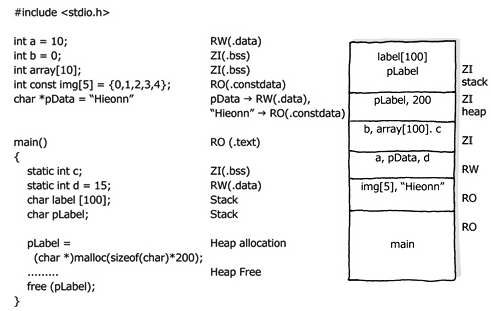 #include <stdio.h>
int a = 10; RW(.data)
int b = 0; ZI(.bss)
int array[10]; ZI(.bss)
int const img[5] = {0,1,2,3,4}; RO(.constdata)
char *pData = “Hieonn” pData → RW(.data),
“Hieonn” → RO(.constdata)
main() RO (.text)
{
static int c; ZI(.bss)
static int d = 15; RW(.data)
char label [100]; Stack
char pLabel; Stack
pLabel = Heap allocation
(char *)malloc(sizeof(char)*200);
......... Heap Free
free (pLabel);
}
label[100]
pLabel
ZI
stack
pLabel, 200
ZI
heap
b, array[100]. c
ZI
a, pData, d
RW
img[5], “Hieonn”
RO
RO
main